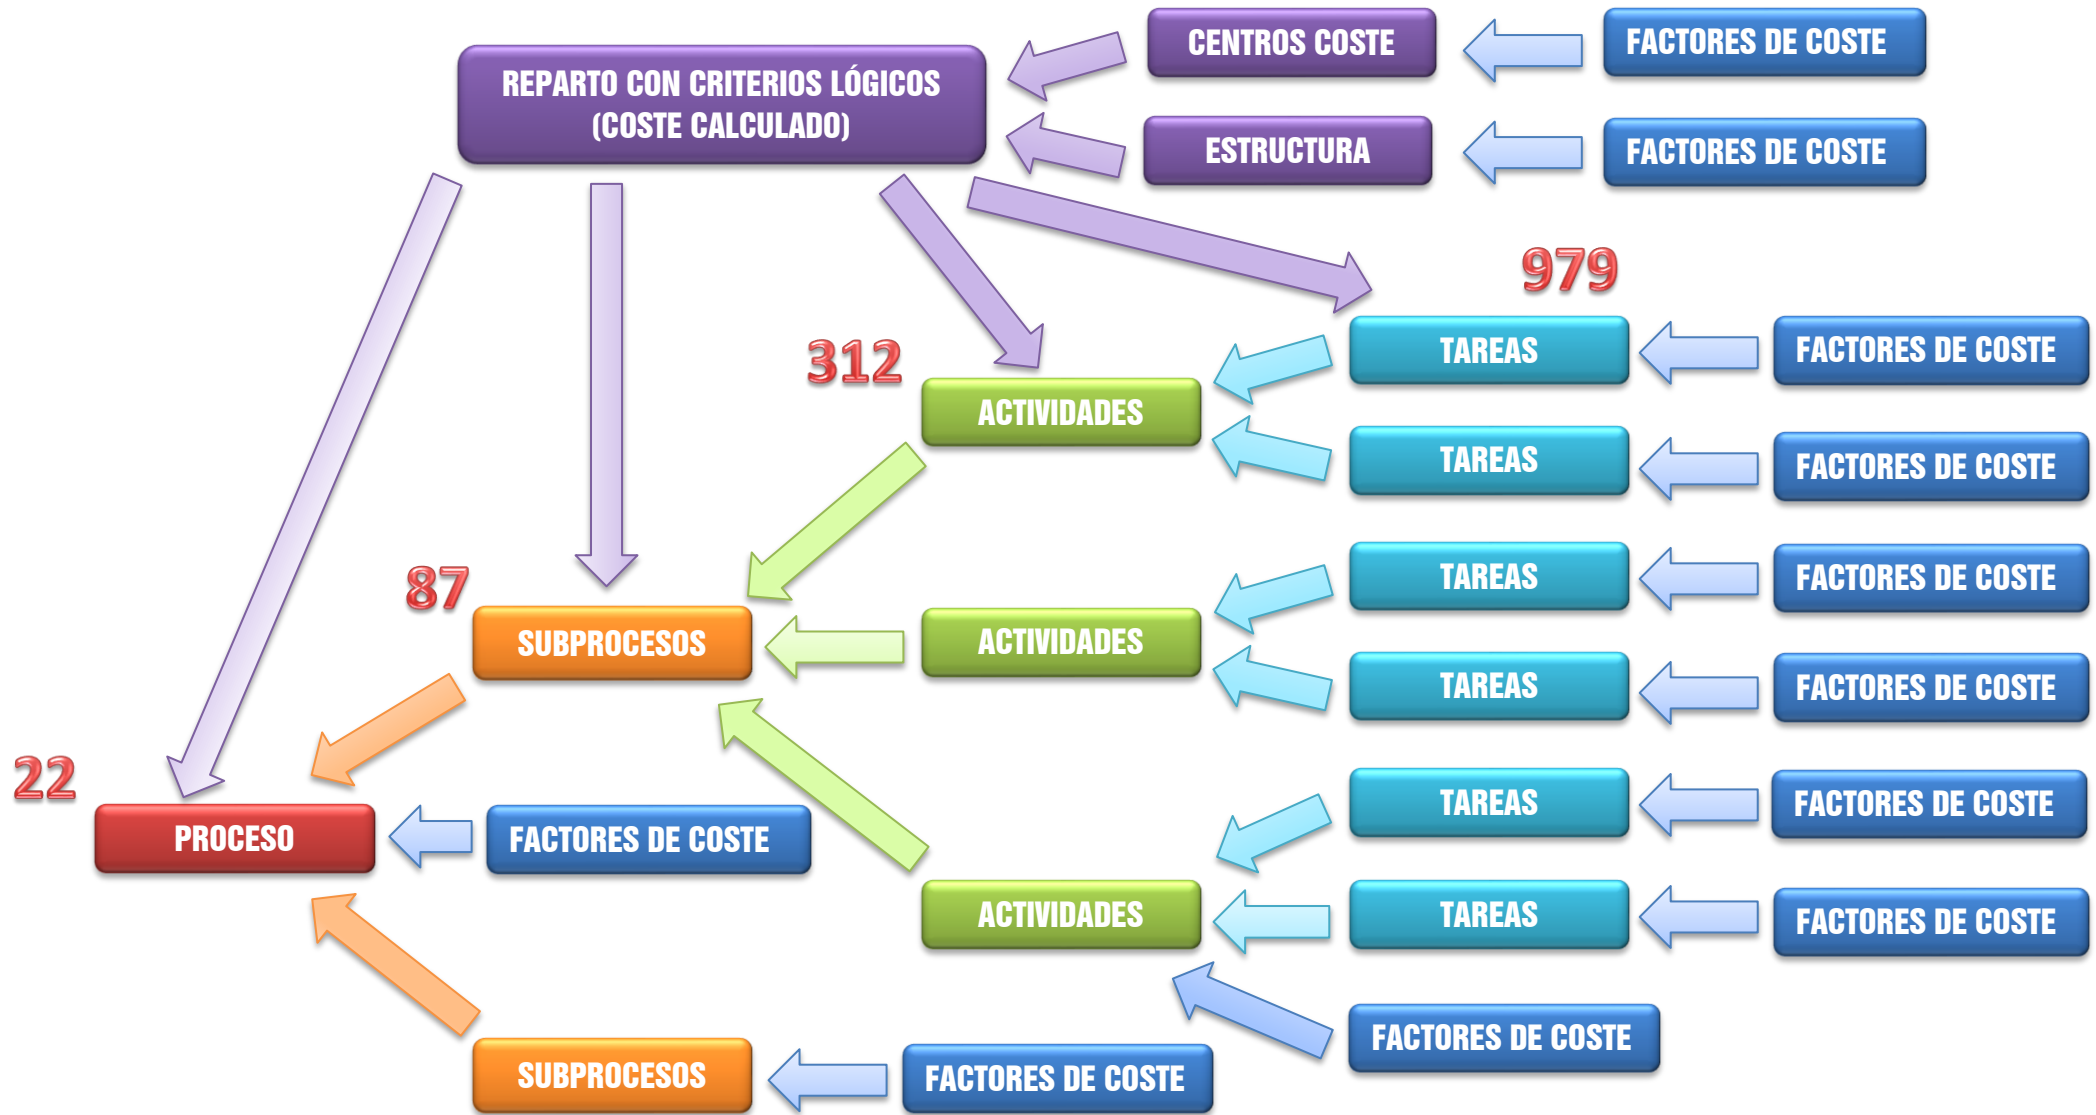 CENTROS COSTE
FACTORES DE COSTE
REPARTO CON CRITERIOS LÓGICOS
(COSTE CALCULADO)
ESTRUCTURA
FACTORES DE COSTE
979
312
TAREAS
FACTORES DE COSTE
ACTIVIDADES
TAREAS
FACTORES DE COSTE
87
TAREAS
FACTORES DE COSTE
SUBPROCESOS
ACTIVIDADES
TAREAS
FACTORES DE COSTE
22
TAREAS
FACTORES DE COSTE
PROCESO
FACTORES DE COSTE
ACTIVIDADES
TAREAS
FACTORES DE COSTE
FACTORES DE COSTE
SUBPROCESOS
FACTORES DE COSTE